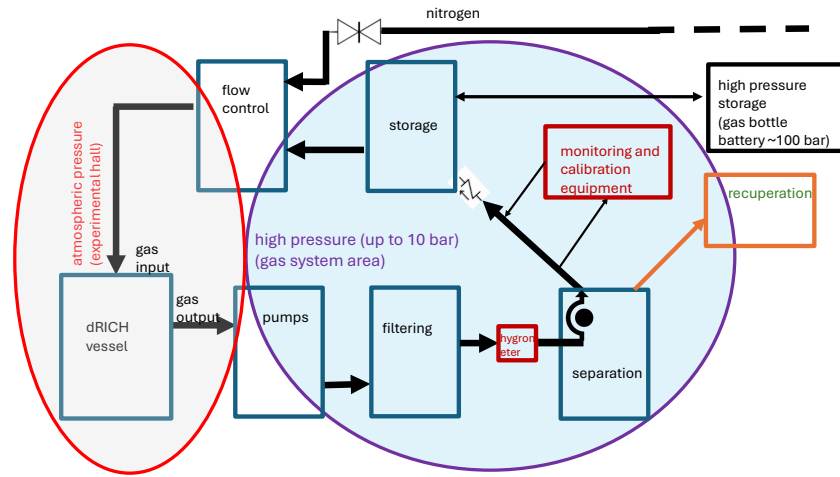 nitrogen
flow
control
storage
high pressure
storage
(gas bottle
battery ~100 bar)
monitoring and
calibration
equipment
recuperation
atmospheric pressure
(experimental hall)
high pressure (up to 10 bar)
(gas system area)
gas
input
gas
output
dRICH
vessel
pumps
filtering
hygrom
eter
separation